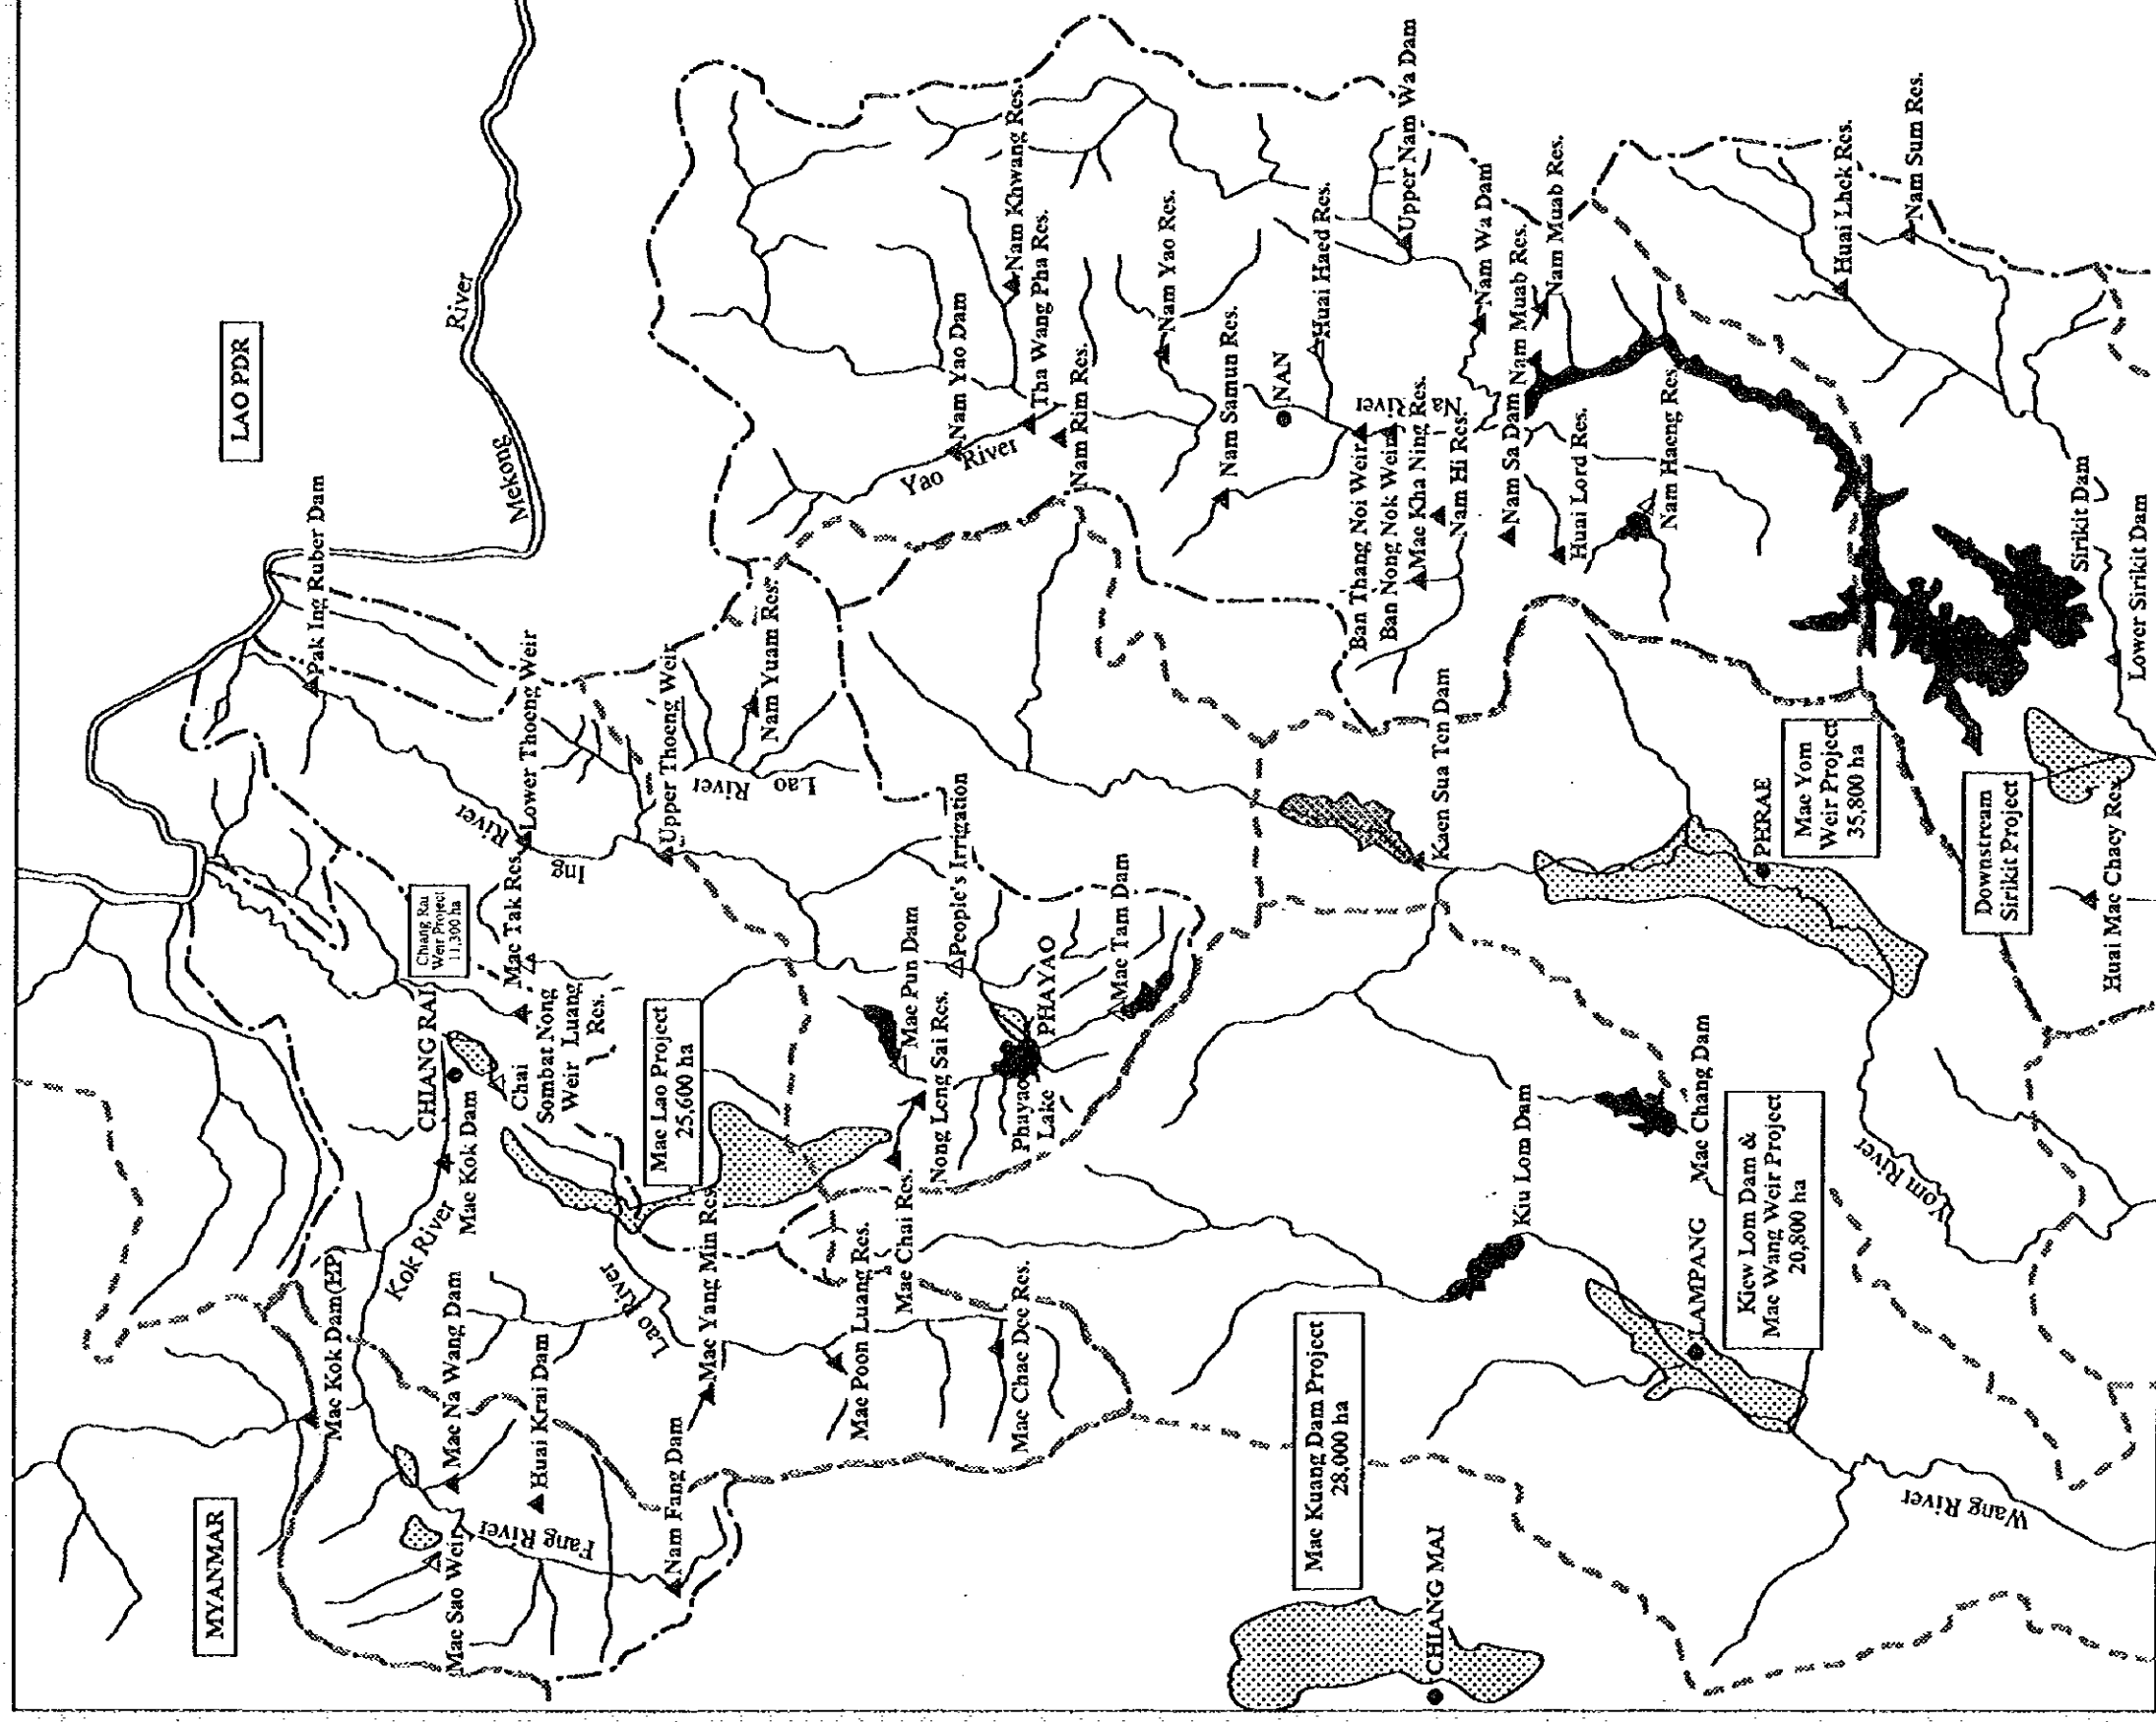 LAO PDR
MYANMAR
River
Mekong
Pak Ing Ruber Dam
Lower Thoeng Weir
Upper Thoeng Weir
Nam Yuam Res.
River
Ing
Lao
River
Chiang Rai
Weir Project
11,300 ha
Mae Tak Res.
CHIANG RAI
Chai
Sombat
Weir
Nong
Luang
Res.
Mae Kok Dam
Kok River
Mae Kok Dam(HP)
Mae Na Wang Dam
Huai Krai Dam
Mae Sao Weir
Fang River
Nam Fang Dam
Lao River
Mae Lao Project
25,600 ha
Mae Yang Min Res.
Mae Poon Luang Res.
Mae Chai Res.
Mae Chae Dee Res.
Nong Leng Sai Res.
Mae Pun Dam
People's Irrigation
PHAYAO
Phayao
Lake
Mae Tam Dam
Nam Yao Dam
Yao River
Nam Khwang Res.
Tha Wang Pha Res.
Nam Rim Res.
Nam Yao Res.
Nam Samun Res.
NAN
Huai Haed Res.
Upper Nam Wa Dam
Nam Wa Dam
Ban Thang Noi Weir
Ban Nong Nok Weir
Na River
Mae Kha Ning Res.
Nam Hi Res.
Nam Sa Dam
Nam Muab Res.
Nam Muab Res.
Huai Lord Res.
Nam Haeng Res.
Huai Lhek Res.
Nam Sum Res.
Sirikit Dam
Lower Sirikit Dam
Kaen Sua Ten Dam
PHRAE
Mae Yom
Weir Project
35,800 ha
Downstream
Sirikit Project
Huai Mae Chaey Res.
Yom River
Kiu Lom Dam
Mae Chang Dam
LAMPANG
Kiew Lom Dam &
Mae Wang Weir Project
20,800 ha
Wang River
Mae Kuang Dam Project
28,000 ha
CHIANG MAI